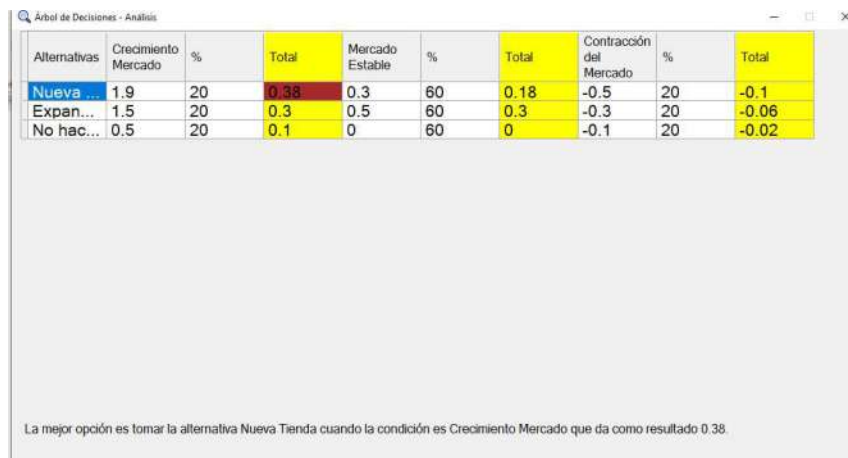 Árbol de Decisiones - Análisis
Alternativas Crecimiento Mercado % Total Mercado Estable % Total Contracción del Mercado % Total
Nueva ... 1.9 20 0.38 0.3 60 0.18 -0.5 20 -0.1
Expan... 1.5 20 0.3 0.5 60 0.3 -0.3 20 -0.06
No hac... 0.5 20 0.1 0 60 0 -0.1 20 -0.02
La mejor opción es tomar la alternativa Nueva Tienda cuando la condición es Crecimiento Mercado que da como resultado 0.38.